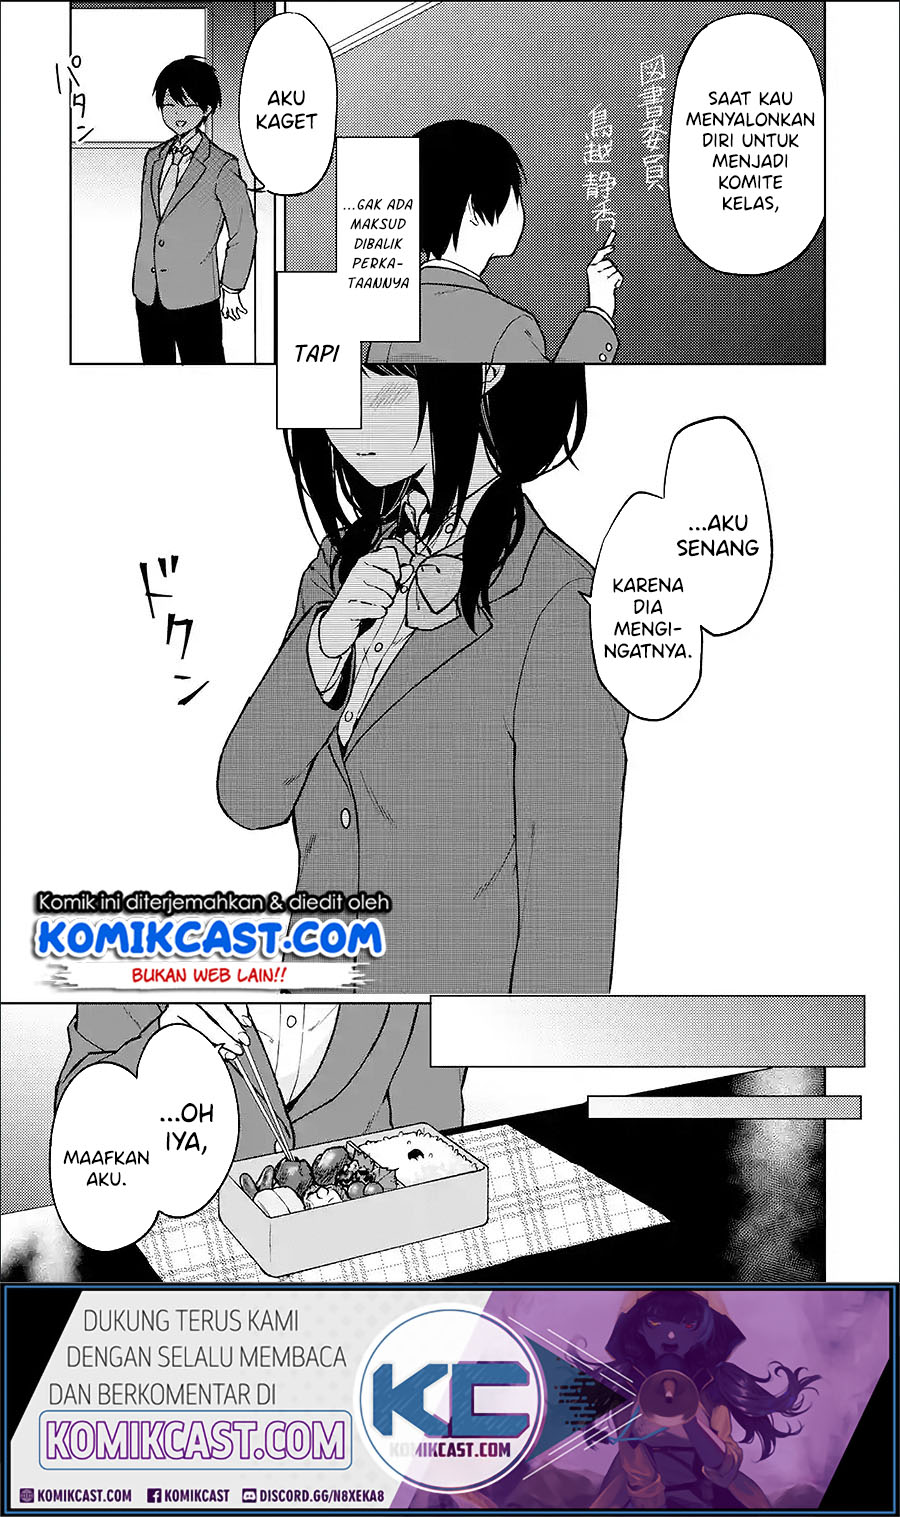 SAAT KAU
MENYALONKAN
DIRI UNTUK
MENJADI
KOMITE
KELAS,
図書委員
鳥越静秀
AKU
KAGET
パタン
...GAK ADA
MAKSUD
DIBALIK
PERKA-
TAANNYA
TAPI
...AKU
SENANG
KARENA
DIA
MENGI-
NGATNYA.
ドクン
Komik ini diterjemahkan & diedit oleh
KOMIKCAST.COM
BUKAN WEB LAIN!!
...OH
IYA,
MAAFKAN
AKU.
DUKUNG TERUS KAMI
DENGAN SELALU MEMBACA
DAN BERKOMENTAR DI
KOMIKCAST.COM
KOMIKCAST.COM
KOMIKCAST
DISCORD.GG/N8XEKA8
KC
KOMIKCAST.COM